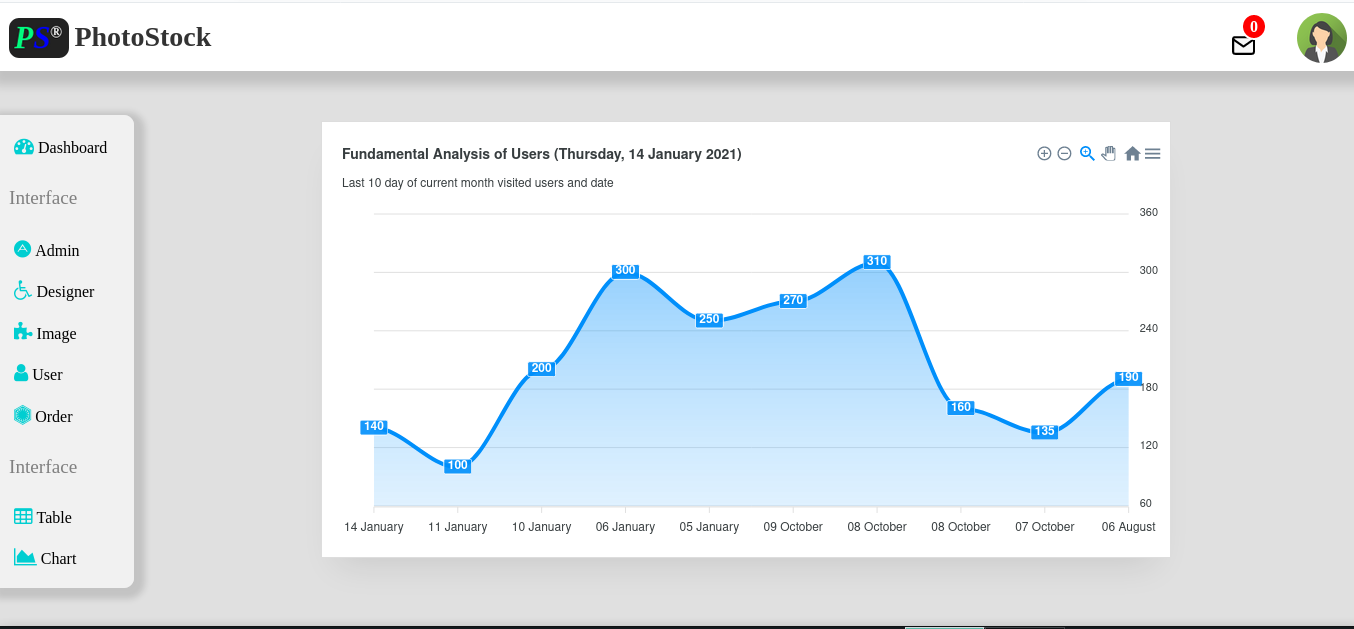 PS® PhotoStock
0
Dashboard
Interface
Admin
Designer
Image
User
Order
Interface
Table
Chart
Fundamental Analysis of Users (Thursday, 14 January 2021)
Last 10 day of current month visited users and date
360
300
240
180
120
60
140
100
200
300
250
270
310
160
135
190
14 January
11 January
10 January
06 January
05 January
09 October
08 October
08 October
07 October
06 August